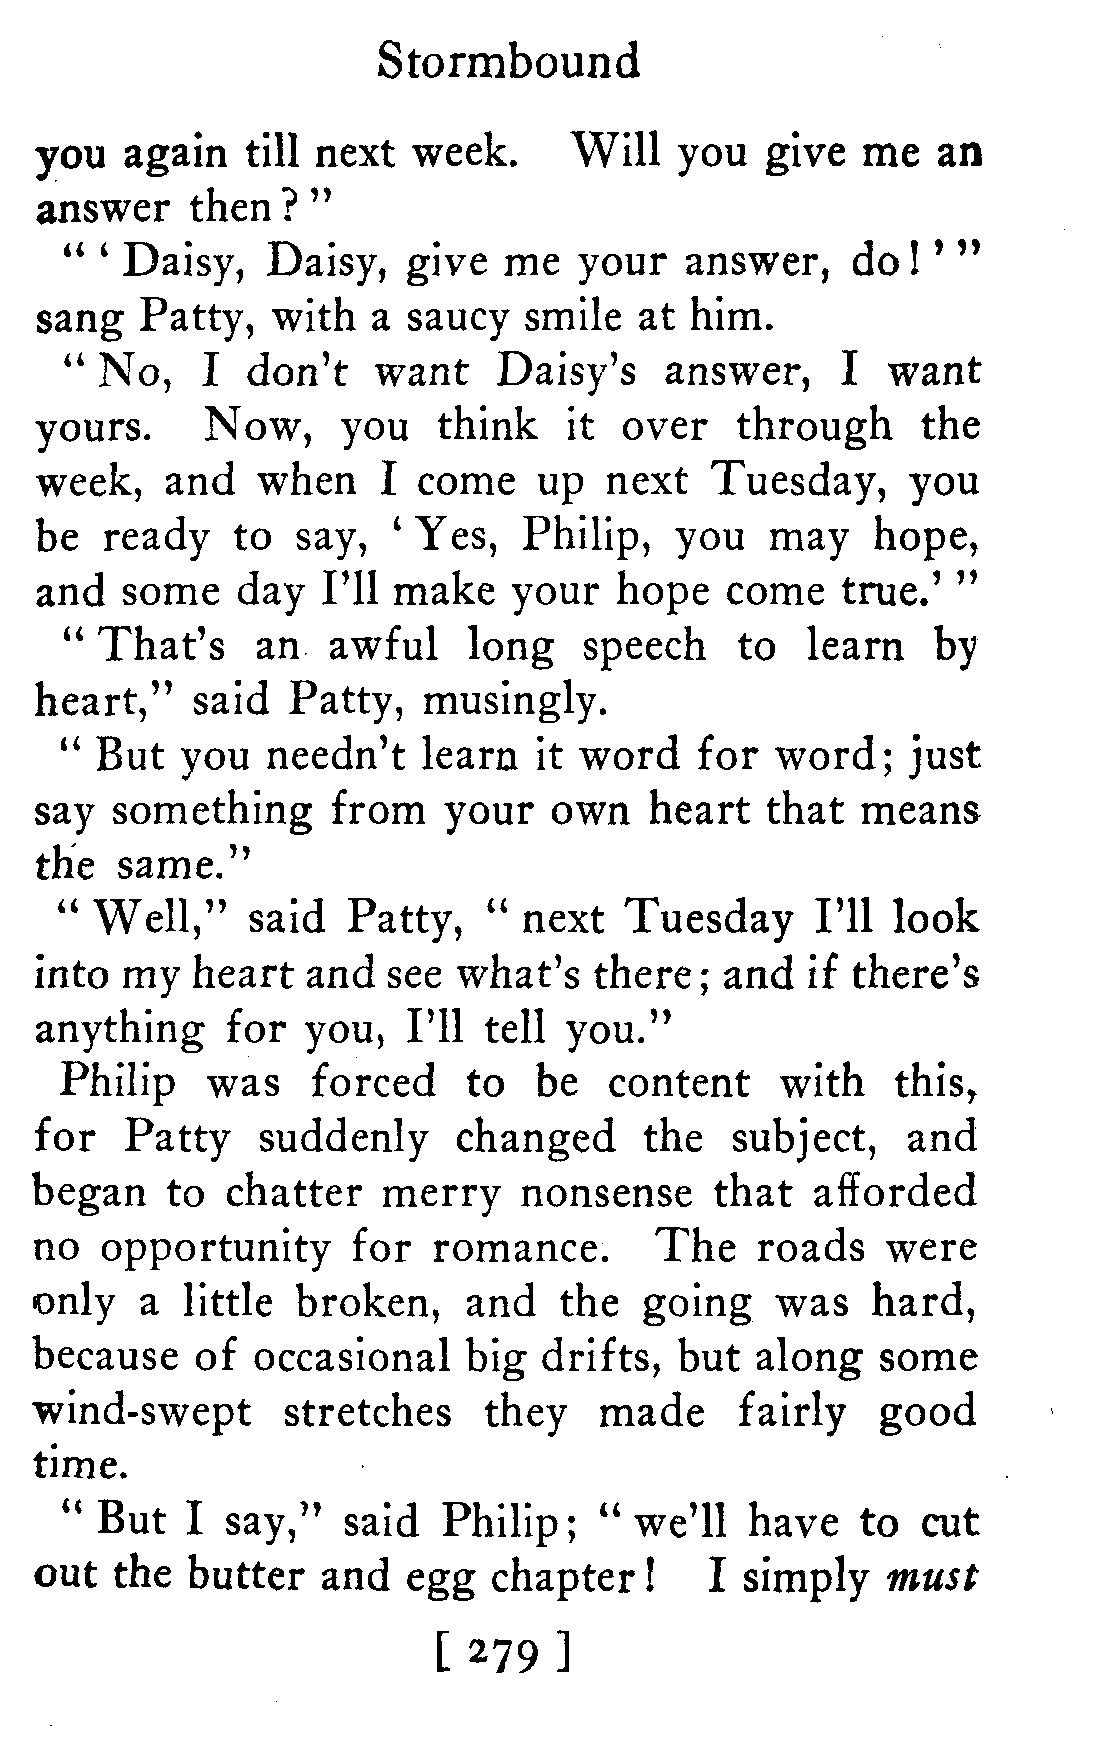 Stormbound
you again till next week. Will you give me an
answer then?"
"'Daisy, Daisy, give me your answer, do!'"
sang Patty, with a saucy smile at him.
"No, I don't want Daisy's answer, I want
yours. Now, you think it over through the
week, and when I come up next Tuesday, you
be ready to say, 'Yes, Philip, you may hope,
and some day I'll make your hope come true.'"
"That's an awful long speech to learn by
heart," said Patty, musingly.
"But you needn't learn it word for word; just
say something from your own heart that means
the same."
"Well," said Patty, "next Tuesday I'll look
into my heart and see what's there; and if there's
anything for you, I'll tell you."
Philip was forced to be content with this,
for Patty suddenly changed the subject, and
began to chatter merry nonsense that afforded
no opportunity for romance. The roads were
only a little broken, and the going was hard,
because of occasional big drifts, but along some
wind-swept stretches they made fairly good
time.
"But I say," said Philip; "we'll have to cut
out the butter and egg chapter! I simply must
[ 279 ]